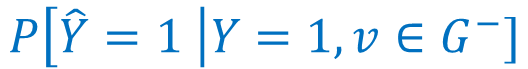 P[Ŷ = 1 |Y = 1, v ∈ G⁻]